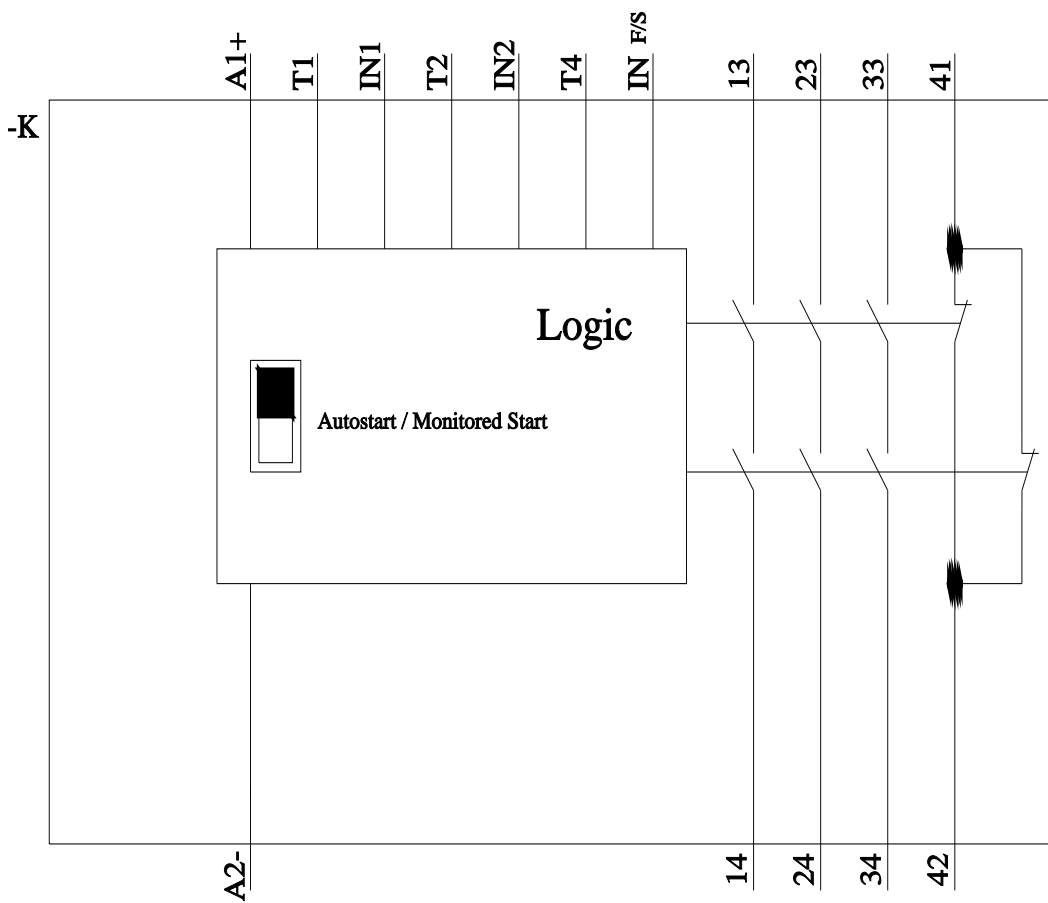 A1+
T1
IN1
T2
IN2
T4
IN F/S
13
23
33
41
-K
Logic
Autostart / Monitored Start
A2-
14
24
34
42